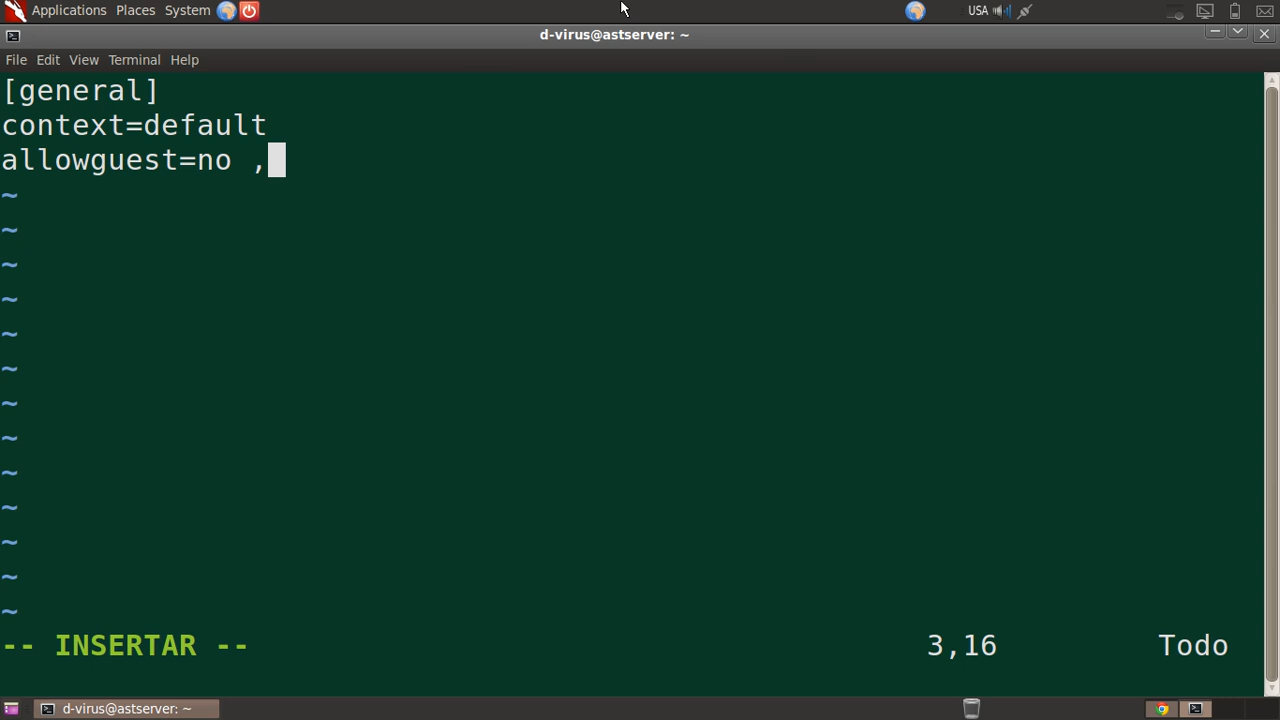 Applications Places System USA
d-virus@astserver: ~
File Edit View Terminal Help
[general]
context=default
allowguest=no ,
~
~
~
~
~
~
~
~
~
~
~
~
~
-- INSERTAR -- 3,16 Todo
d-virus@astserver: ~